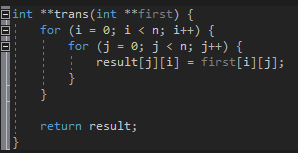 int **trans(int **first) {
    for (i = 0; i < n; i++) {
        for (j = 0; j < n; j++) {
            result[j][i] = first[i][j];
        }
    }

    return result;
}